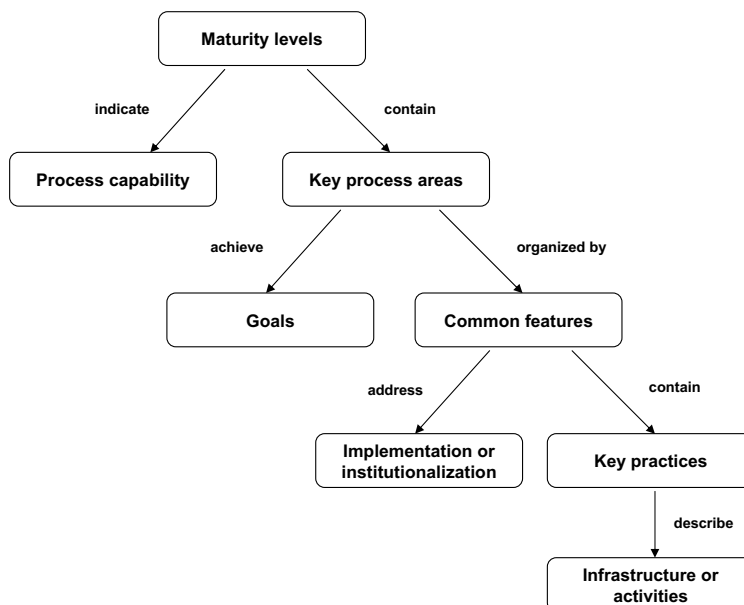 Maturity levels
indicate
contain
Process capability
Key process areas
achieve
organized by
Goals
Common features
address
contain
Implementation or
institutionalization
Key practices
describe
Infrastructure or
activities